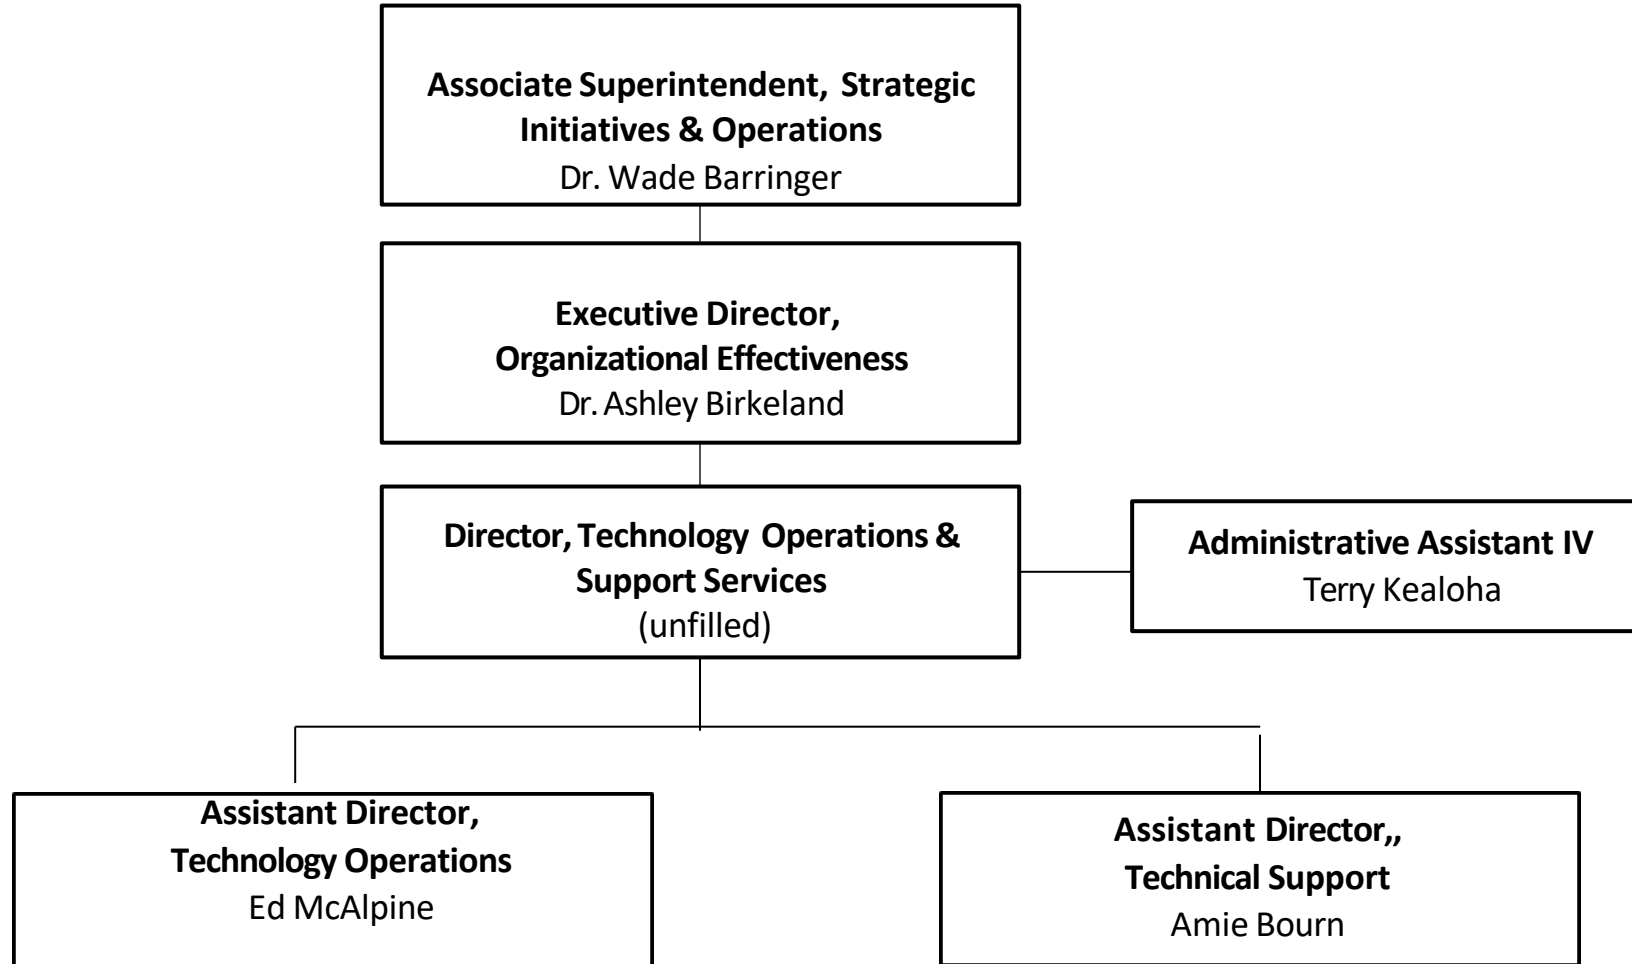 Associate Superintendent, Strategic
Initiatives & Operations
Dr. Wade Barringer
Executive Director,
Organizational Effectiveness
Dr. Ashley Birkeland
Director, Technology Operations &
Support Services
(unfilled)
Administrative Assistant IV
Terry Kealoha
Assistant Director,
Technology Operations
Ed McAlpine
Assistant Director,,
Technical Support
Amie Bourn